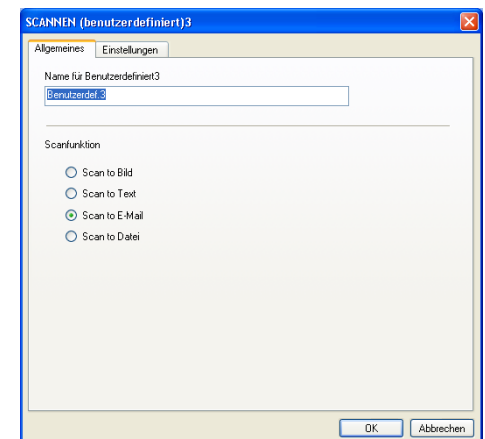 SCANNEN (benutzerdefiniert)3
Allgemeines Einstellungen
Name für Benutzerdefiniert3
Benutzerdef.3
Scanfunktion
Scan to Bild
Scan to Text
Scan to E-Mail
Scan to Datei
OK Abbrechen